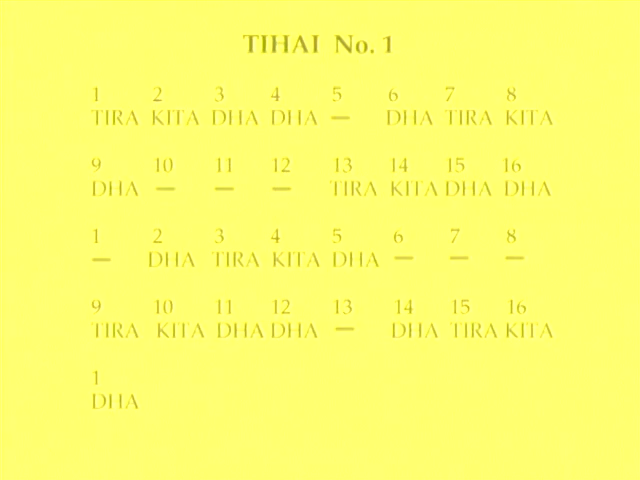 TIHAI No. 1
1 2 3 4 5 6 7 8
TIRA KITA DHA DHA — DHA TIRA KITA
9 10 11 12 13 14 15 16
DHA — — — TIRA KITA DHA DHA
1 2 3 4 5 6 7 8
— DHA TIRA KITA DHA — — —
9 10 11 12 13 14 15 16
TIRA KITA DHA DHA — DHA TIRA KITA
1
DHA